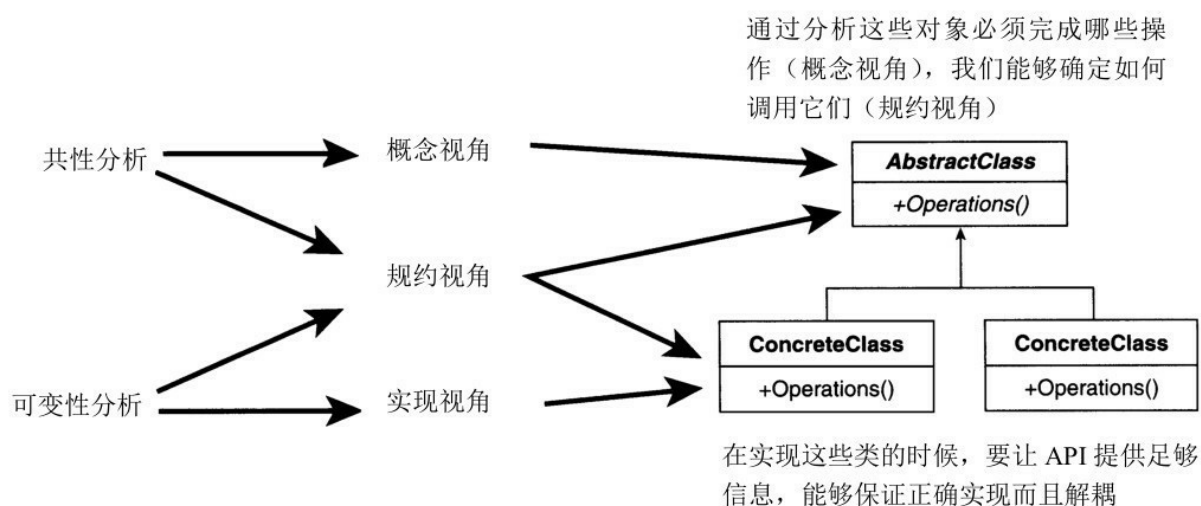 通过分析这些对象必须完成哪些操
作（概念视角），我们能够确定如何
调用它们（规约视角）
共性分析
概念视角
AbstractClass
+Operations()
规约视角
ConcreteClass
+Operations()
ConcreteClass
+Operations()
可变性分析
实现视角
在实现这些类的时候，要让 API 提供足够
信息，能够保证正确实现而且解耦